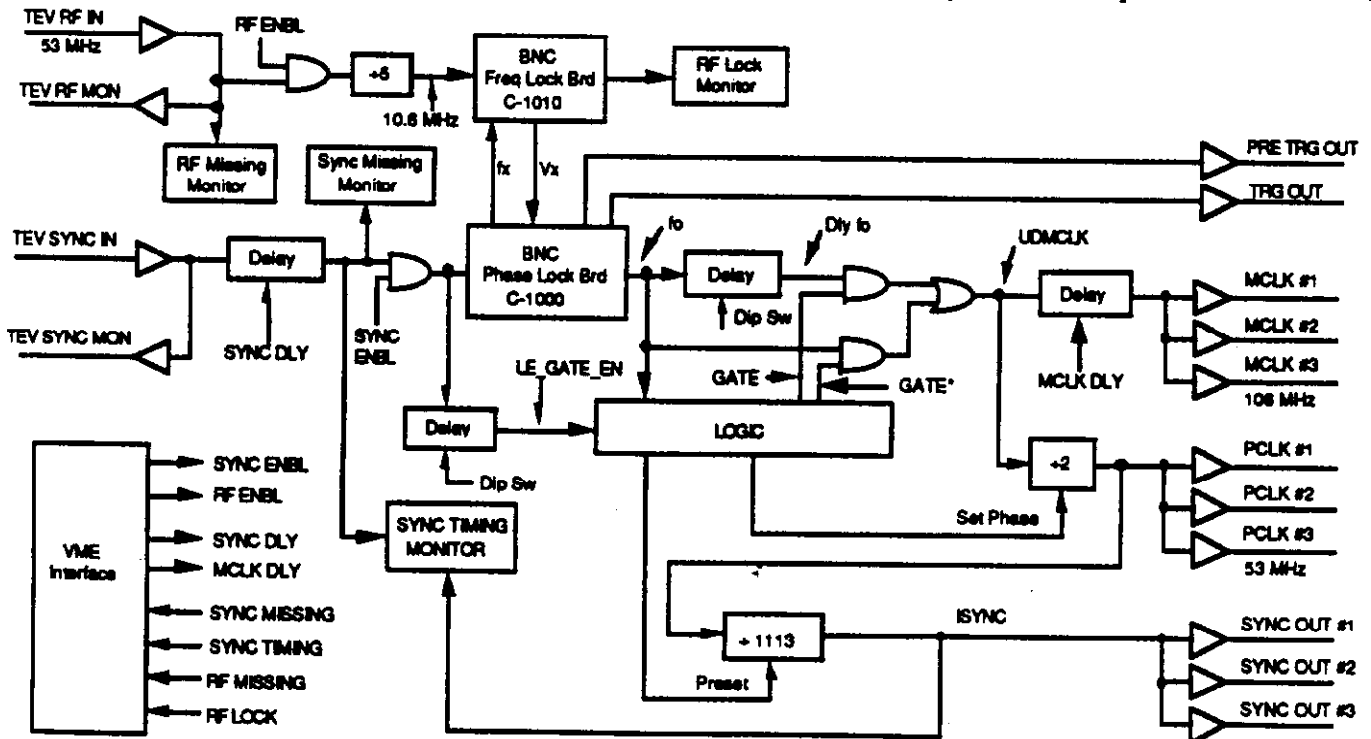 TEV RF IN
53 MHz
TEV RF MON
RF ENBL
÷5
10.6 MHz
BNC
Freq Lock Brd
C-1010
RF Lock
Monitor
RF Missing
Monitor
Sync Missing
Monitor
fx
Vx
PRE TRG OUT
TRG OUT
TEV SYNC IN
Delay
TEV SYNC MON
SYNC DLY
SYNC
ENBL
BNC
Phase Lock Brd
C-1000
fo
Delay
Dip Sw
Dly fo
UDMCLK
Delay
MCLK DLY
MCLK #1
MCLK #2
MCLK #3
106 MHz
LE_GATE_EN
GATE
GATE*
Delay
Dip Sw
LOGIC
÷2
Set Phase
PCLK #1
PCLK #2
PCLK #3
53 MHz
SYNC TIMING
MONITOR
VME
Interface
SYNC ENBL
RF ENBL
SYNC DLY
MCLK DLY
SYNC MISSING
SYNC TIMING
RF MISSING
RF LOCK
÷ 1113
Preset
ISYNC
SYNC OUT #1
SYNC OUT #2
SYNC OUT #3